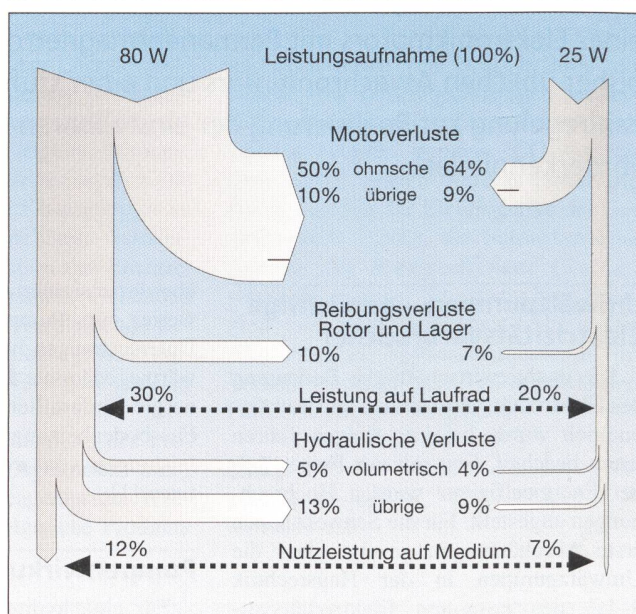 80 W Leistungsaufnahme (100%) 25 W
Motorverluste
50% ohmsche 64%
10% übrige 9%
Reibungsverluste
Rotor und Lager
10% 7%
30% Leistung auf Laufrad 20%
Hydraulische Verluste
5% volumetrisch 4%
13% übrige 9%
12% Nutzleistung auf Medium 7%